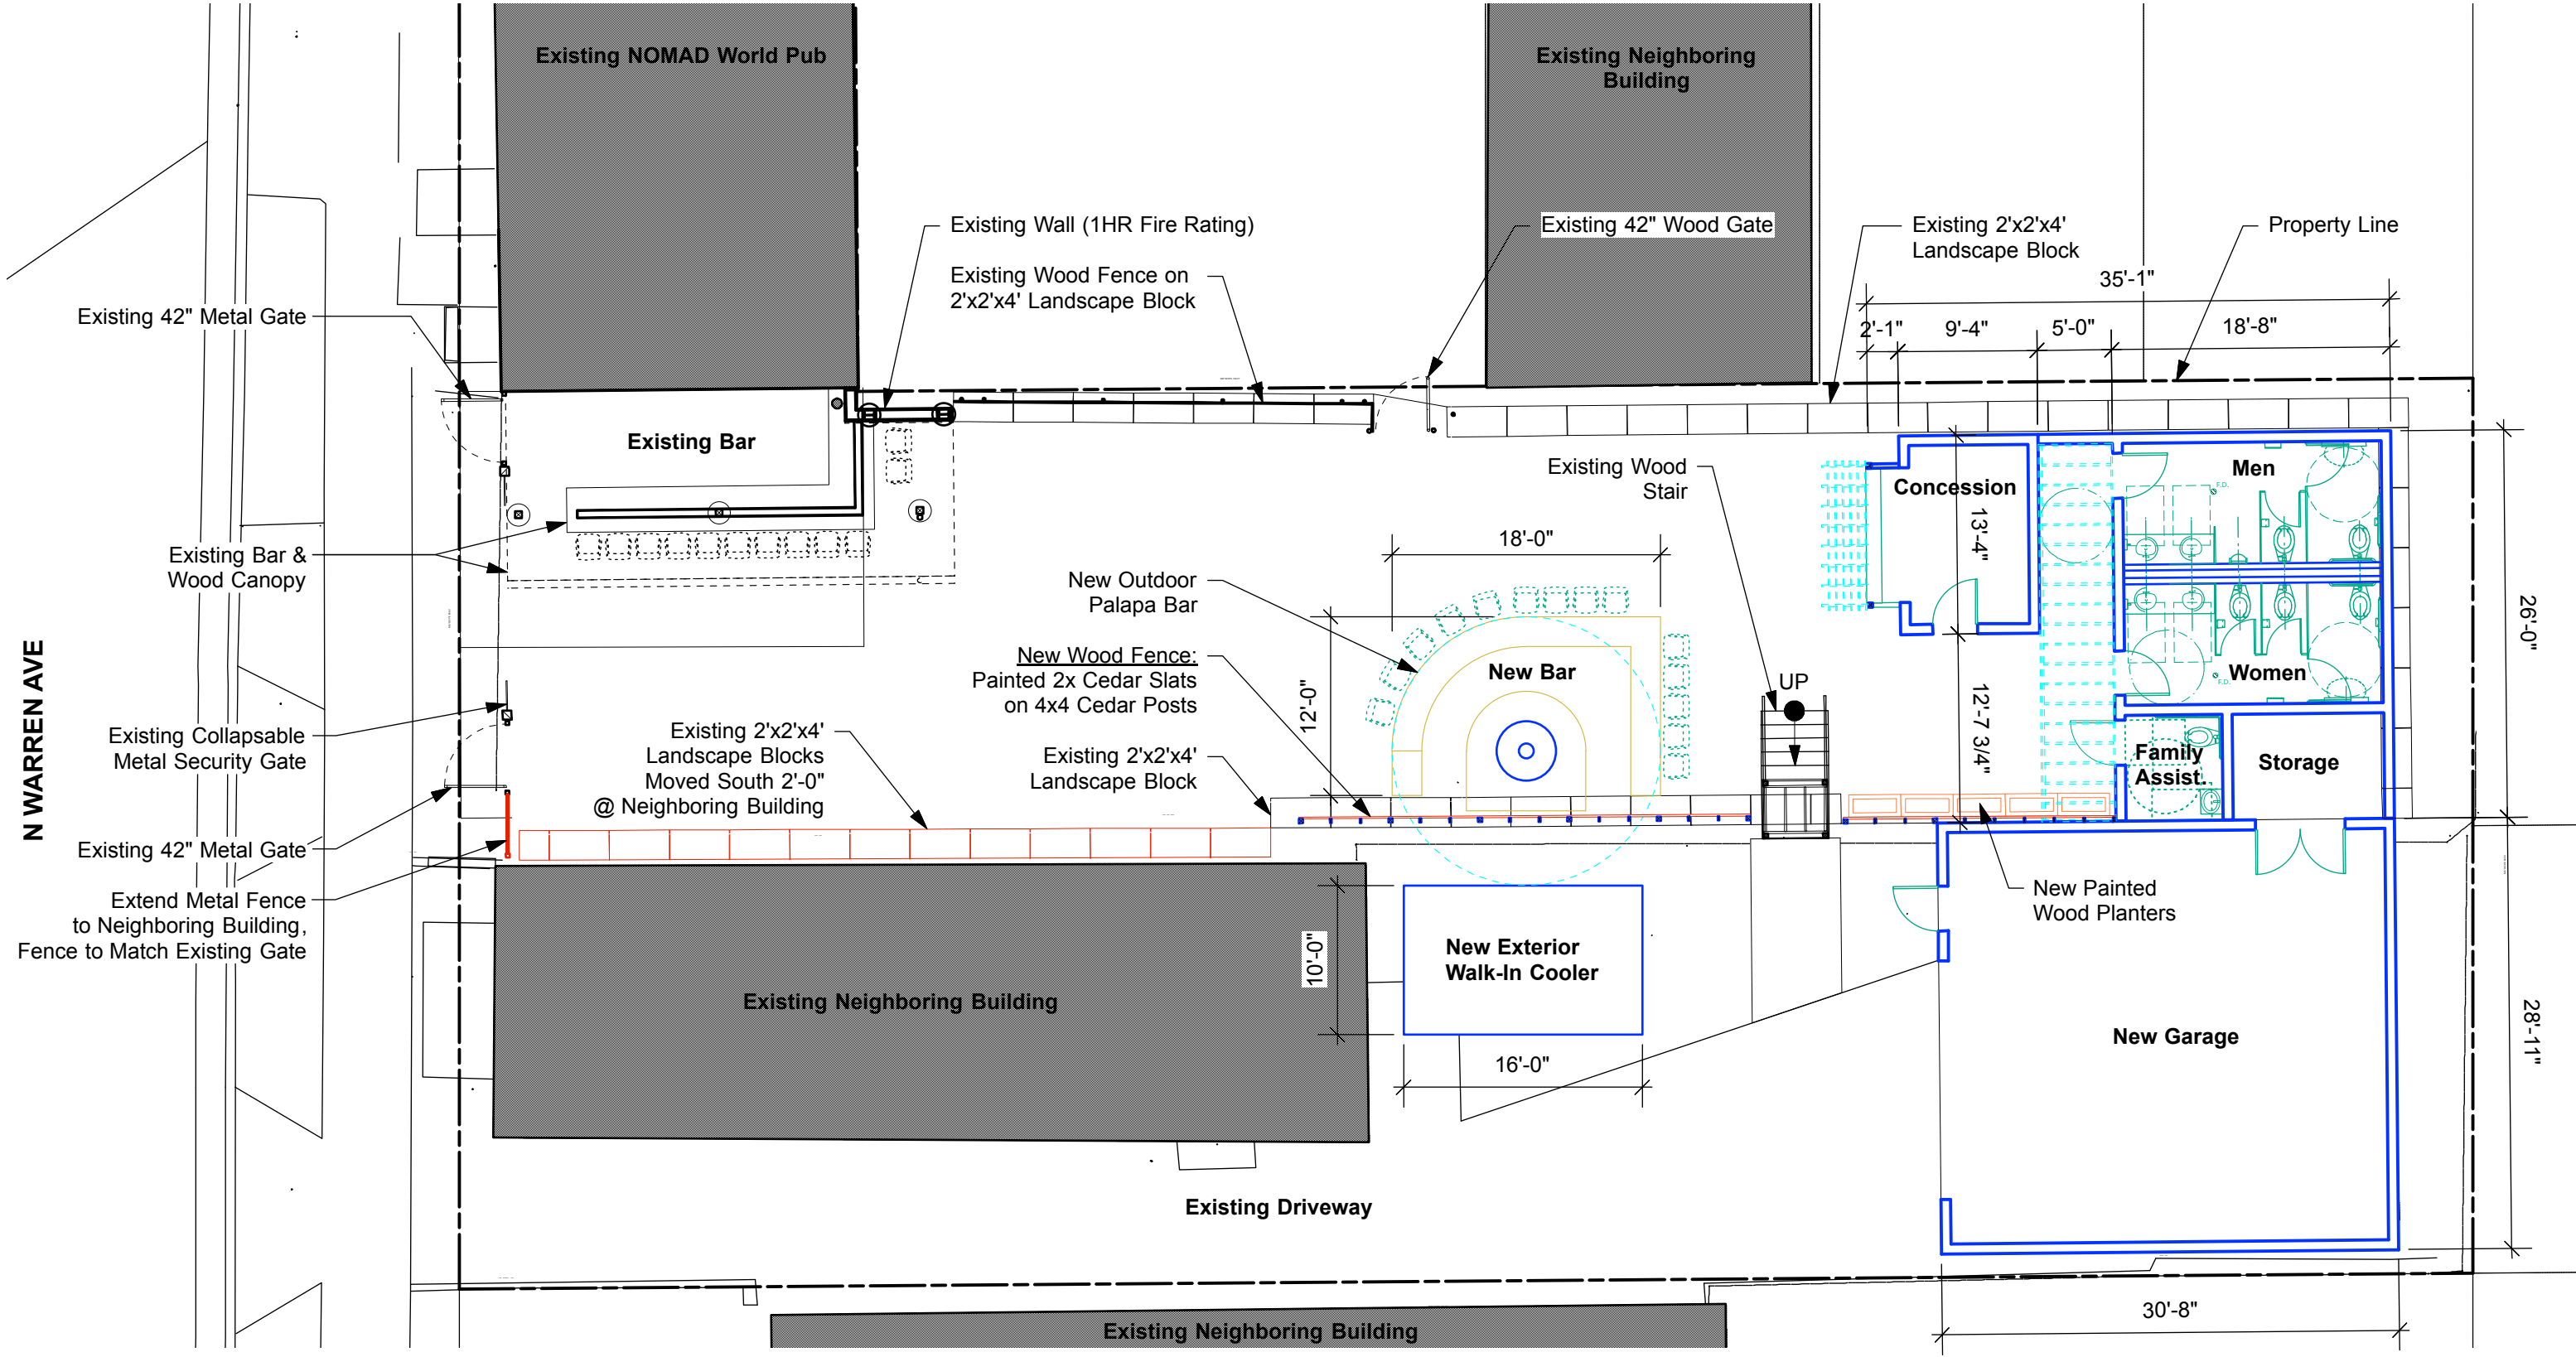 Existing NOMAD World Pub
Existing Neighboring
Building
Existing Wall (1HR Fire Rating)
Existing Wood Fence on
2'x2'x4' Landscape Block
Existing 42" Wood Gate
Existing 2'x2'x4'
Landscape Block
Property Line
35'-1"
2'-1"
9'-4"
5'-0"
18'-8"
Existing 42" Metal Gate
Existing Bar
Existing Wood
Stair
Concession
Men
F.D.
13'-4"
18'-0"
Existing Bar &
Wood Canopy
New Outdoor
Palapa Bar
26'-0"
N WARREN AVE
New Wood Fence:
Painted 2x Cedar Slats
on 4x4 Cedar Posts
New Bar
UP
Women
F.D.
12'-0"
12'-7 3/4"
Existing Collapsable
Metal Security Gate
Existing 2'x2'x4'
Landscape Blocks
Moved South 2'-0"
@ Neighboring Building
Existing 2'x2'x4'
Landscape Block
Family
Assist.
Storage
Existing 42" Metal Gate
Extend Metal Fence
to Neighboring Building,
Fence to Match Existing Gate
New Painted
Wood Planters
10'-0"
New Exterior
Walk-In Cooler
Existing Neighboring Building
16'-0"
New Garage
28'-11"
Existing Driveway
30'-8"
Existing Neighboring Building